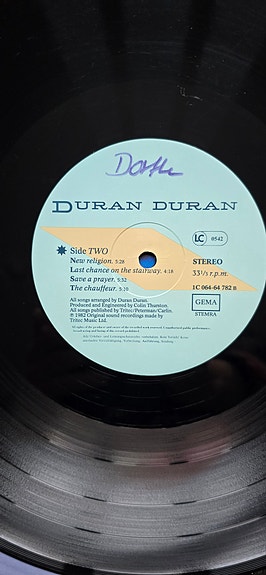 DURAN DURAN
Side TWO
New religion. 5:28
Last chance on the stairway. 4:18
Save a prayer. 5:32
The chauffeur. 5:10
LC 0542
STEREO
33⅓ r.p.m.
1C 064-64 782 B
GEMA
STEMRA
All songs arranged by Duran Duran.
Produced and Engineered by Colin Thurston.
All songs published by Tritec/Peterman/Carlin.
℗ 1982 Original sound recordings made by
Tritec Music Ltd.